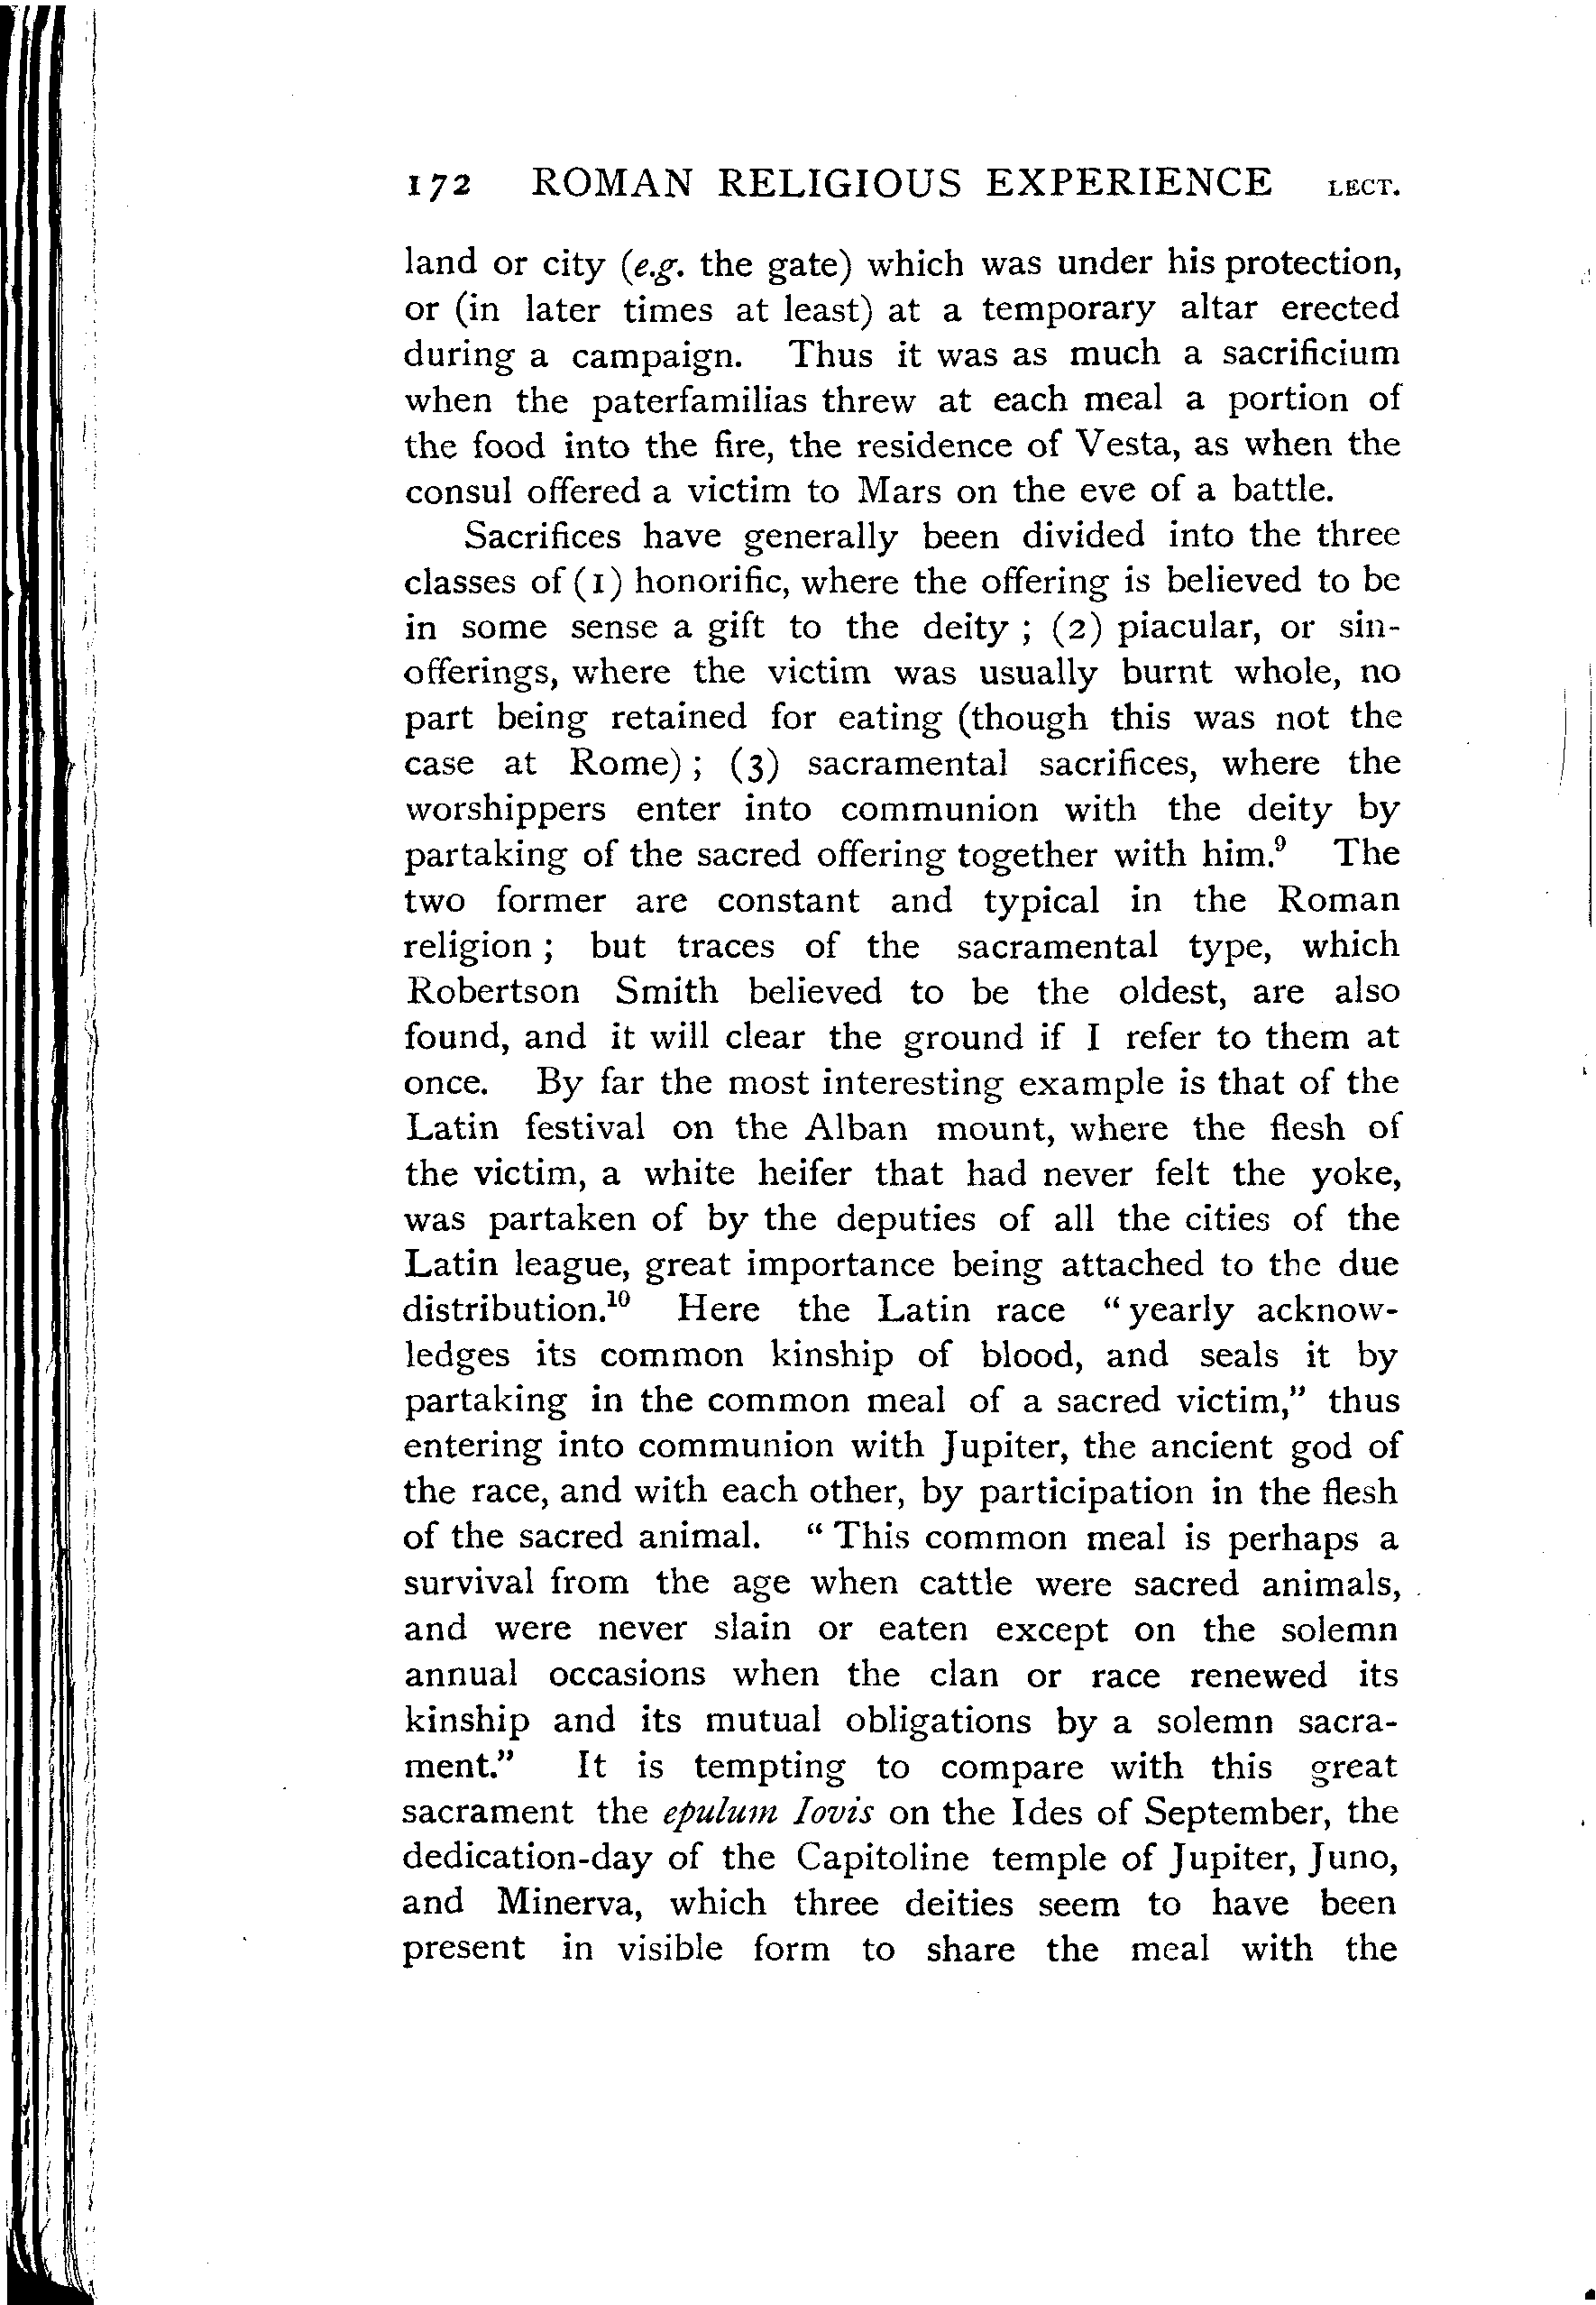 172 ROMAN RELIGIOUS EXPERIENCE LECT.
land or city (e.g. the gate) which was under his protection,
or (in later times at least) at a temporary altar erected
during a campaign. Thus it was as much a sacrificium
when the paterfamilias threw at each meal a portion of
the food into the fire, the residence of Vesta, as when the
consul offered a victim to Mars on the eve of a battle.
Sacrifices have generally been divided into the three
classes of (1) honorific, where the offering is believed to be
in some sense a gift to the deity ; (2) piacular, or sin-
offerings, where the victim was usually burnt whole, no
part being retained for eating (though this was not the
case at Rome) ; (3) sacramental sacrifices, where the
worshippers enter into communion with the deity by
partaking of the sacred offering together with him.⁹ The
two former are constant and typical in the Roman
religion ; but traces of the sacramental type, which
Robertson Smith believed to be the oldest, are also
found, and it will clear the ground if I refer to them at
once. By far the most interesting example is that of the
Latin festival on the Alban mount, where the flesh of
the victim, a white heifer that had never felt the yoke,
was partaken of by the deputies of all the cities of the
Latin league, great importance being attached to the due
distribution.¹⁰ Here the Latin race “ yearly acknow-
ledges its common kinship of blood, and seals it by
partaking in the common meal of a sacred victim,” thus
entering into communion with Jupiter, the ancient god of
the race, and with each other, by participation in the flesh
of the sacred animal. “ This common meal is perhaps a
survival from the age when cattle were sacred animals,
and were never slain or eaten except on the solemn
annual occasions when the clan or race renewed its
kinship and its mutual obligations by a solemn sacra-
ment.” It is tempting to compare with this great
sacrament the epulum Iovis on the Ides of September, the
dedication-day of the Capitoline temple of Jupiter, Juno,
and Minerva, which three deities seem to have been
present in visible form to share the meal with the